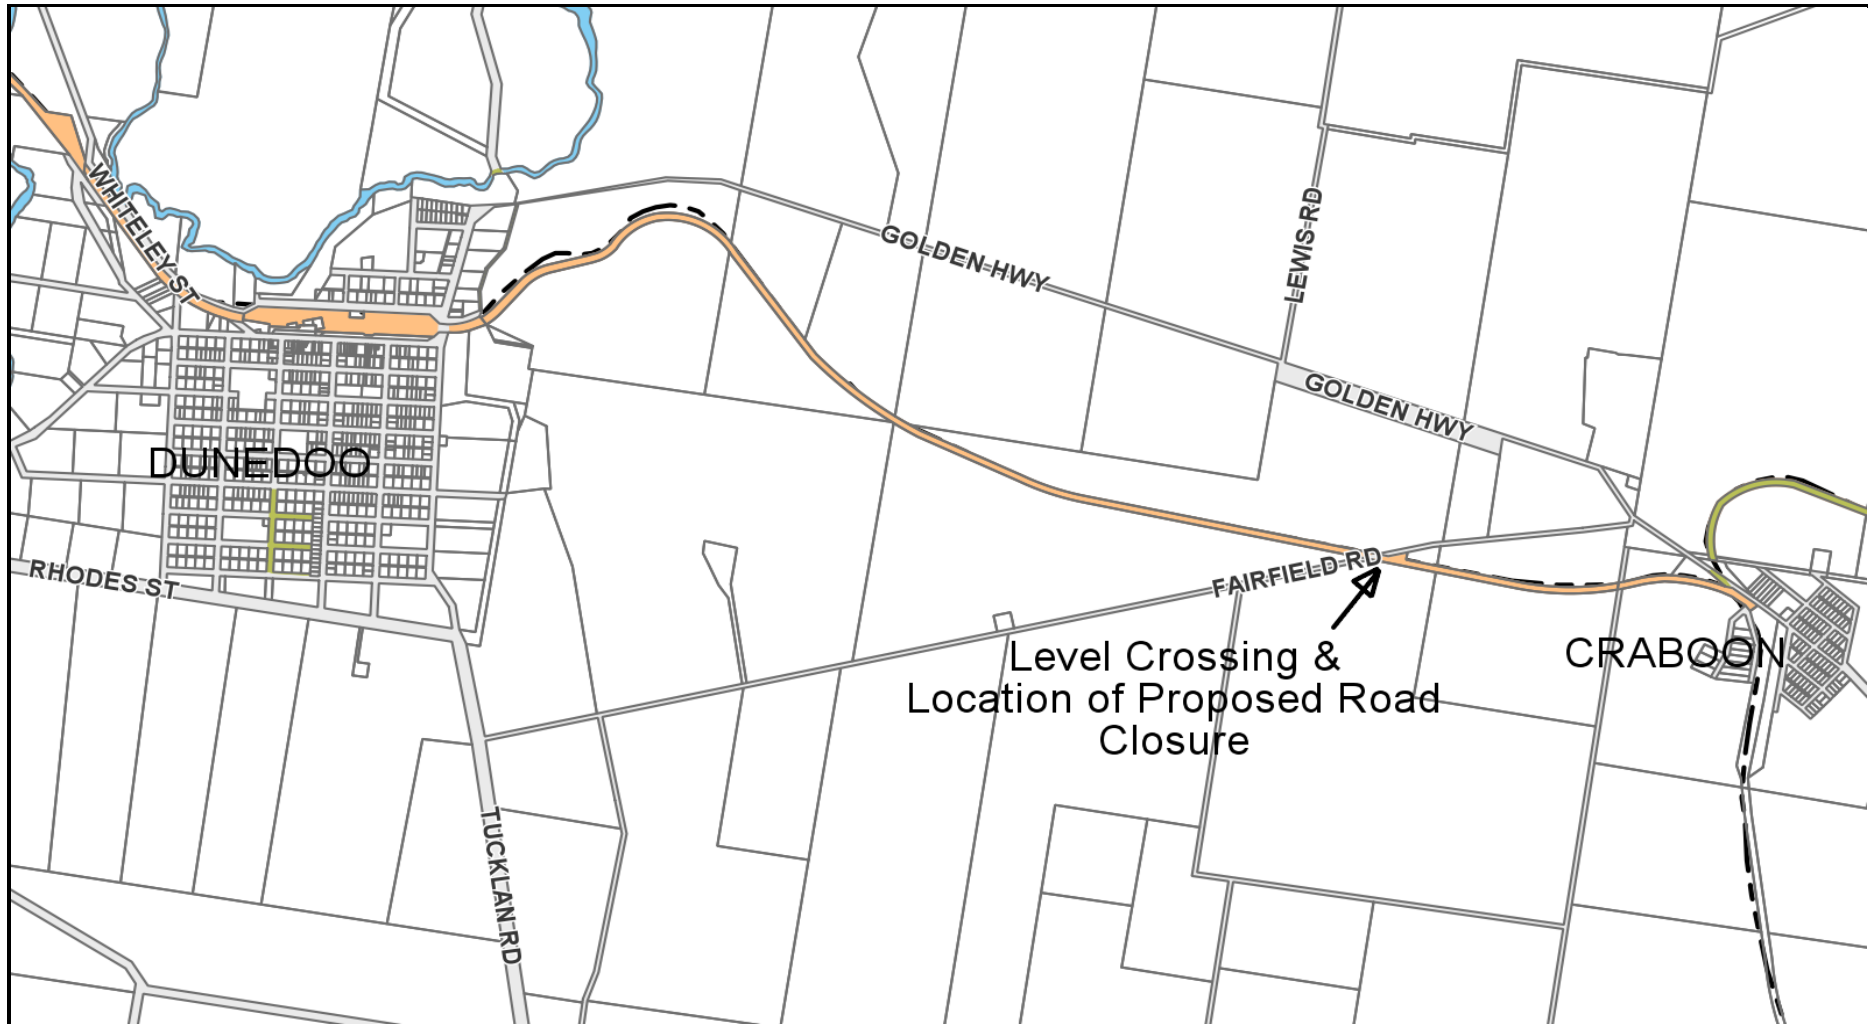 WHITELEY ST
GOLDEN HWY
LEWIS RD
GOLDEN HWY
DUNEDOO
RHODES ST
FAIRFIELD RD
Level Crossing &
Location of Proposed Road
Closure
CRABOON
TUCKLAN RD